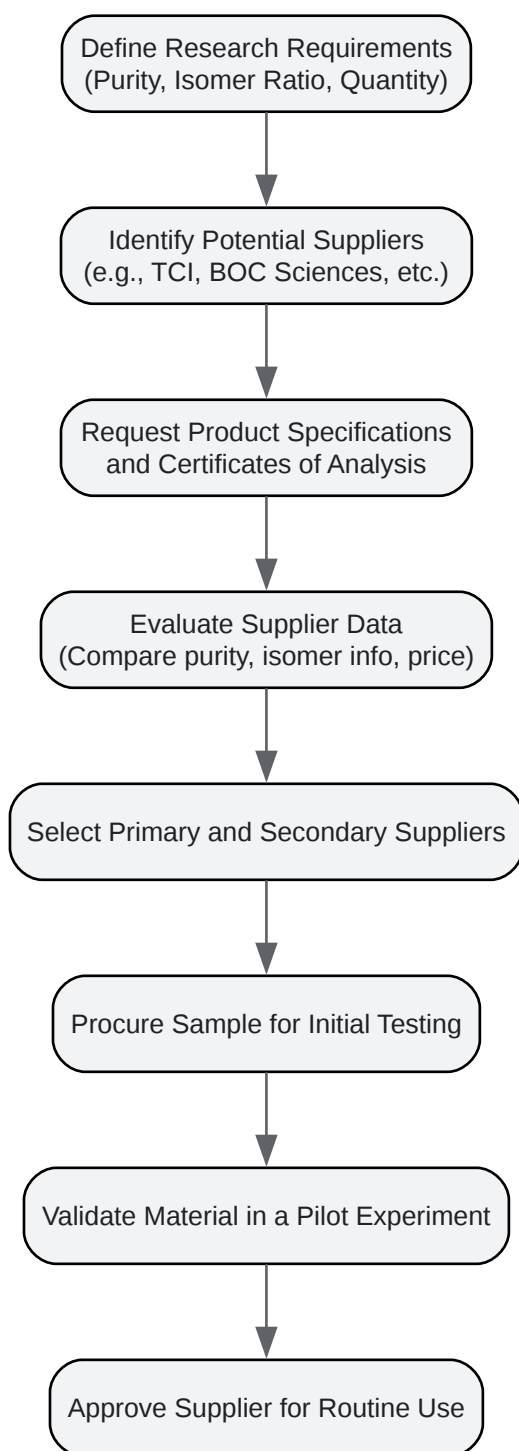 Define Research Requirements
(Purity, Isomer Ratio, Quantity)
Identify Potential Suppliers
(e.g., TCI, BOC Sciences, etc.)
Request Product Specifications
and Certificates of Analysis
Evaluate Supplier Data
(Compare purity, isomer info, price)
Select Primary and Secondary Suppliers
Procure Sample for Initial Testing
Validate Material in a Pilot Experiment
Approve Supplier for Routine Use